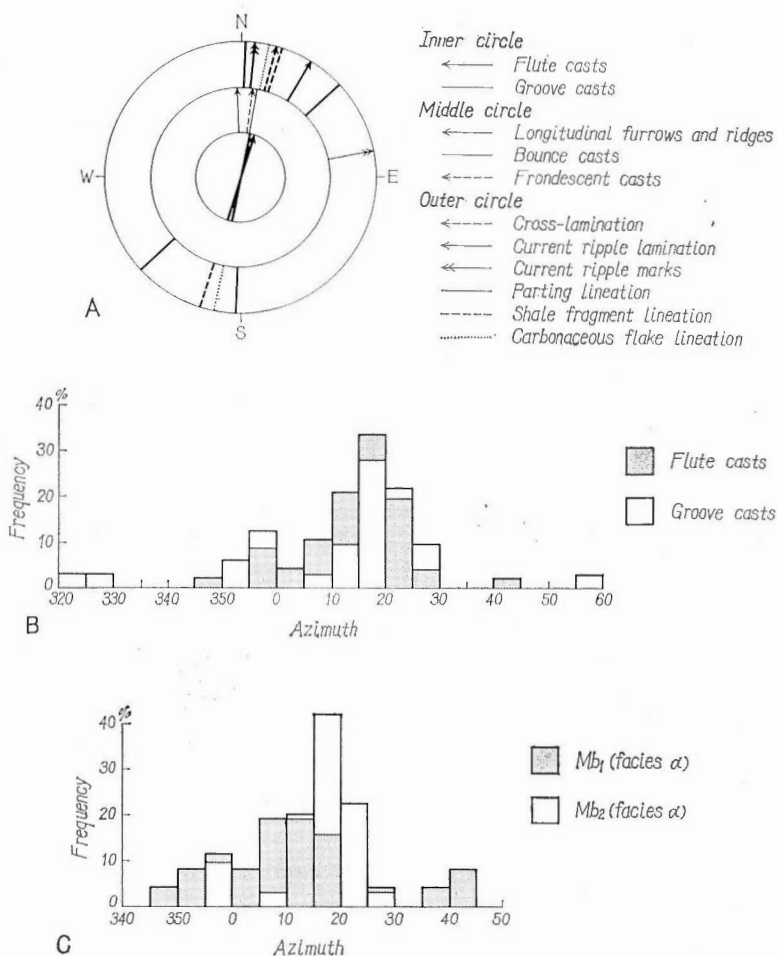 N
W
E
S
A
Inner circle
Flute casts
Groove casts
Middle circle
Longitudinal furrows and ridges
Bounce casts
Frondescent casts
Outer circle
Cross-lamination
Current ripple lamination
Current ripple marks
Parting lineation
Shale fragment lineation
Carbonaceous flake lineation
%
40
30
20
10
0
Frequency
320 330 340 350 0 10 20 30 40 50 60
Azimuth
B
Flute casts
Groove casts
%
40
30
20
10
0
Frequency
340 350 0 10 20 30 40 50
Azimuth
C
Mb₁ (facies α)
Mb₂ (facies α)